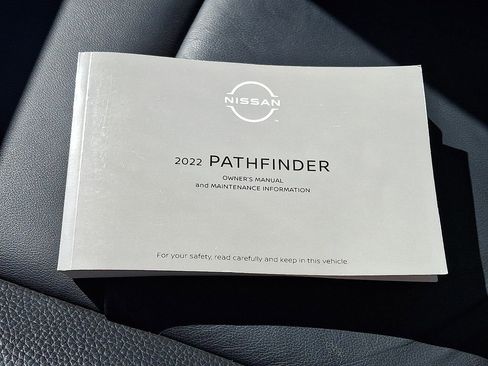 NISSAN
2022 PATHFINDER
OWNER'S MANUAL
and MAINTENANCE INFORMATION
For your safety, read carefully and keep in this vehicle.